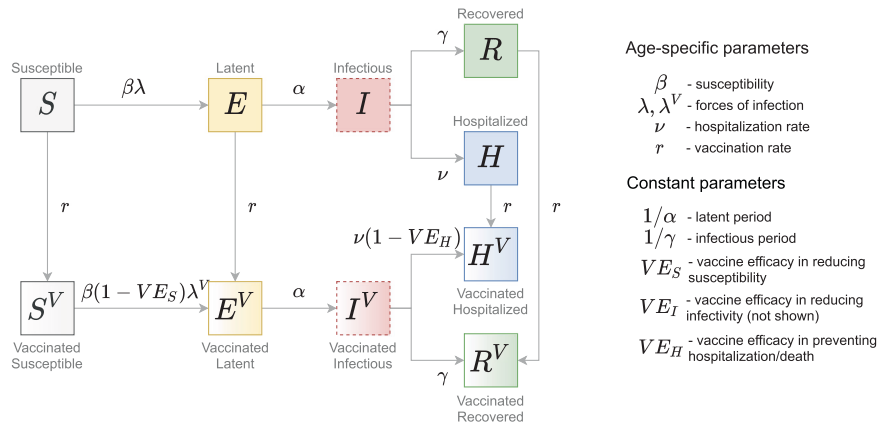 Recovered
γ
R
Susceptible
S
βλ
Latent
E
α
Infectious
I
Hospitalized
H
ν
r
r
r
r
ν(1 − VE_H)
H^V
Vaccinated
Hospitalized
S^V
Vaccinated
Susceptible
β(1 − VE_S)λ^V
E^V
Vaccinated
Latent
α
I^V
Vaccinated
Infectious
γ
R^V
Vaccinated
Recovered
Age-specific parameters
β - susceptibility
λ, λ^V - forces of infection
ν - hospitalization rate
r - vaccination rate
Constant parameters
1/α - latent period
1/γ - infectious period
VE_S - vaccine efficacy in reducing
susceptibility
VE_I - vaccine efficacy in reducing
infectivity (not shown)
VE_H - vaccine efficacy in preventing
hospitalization/death